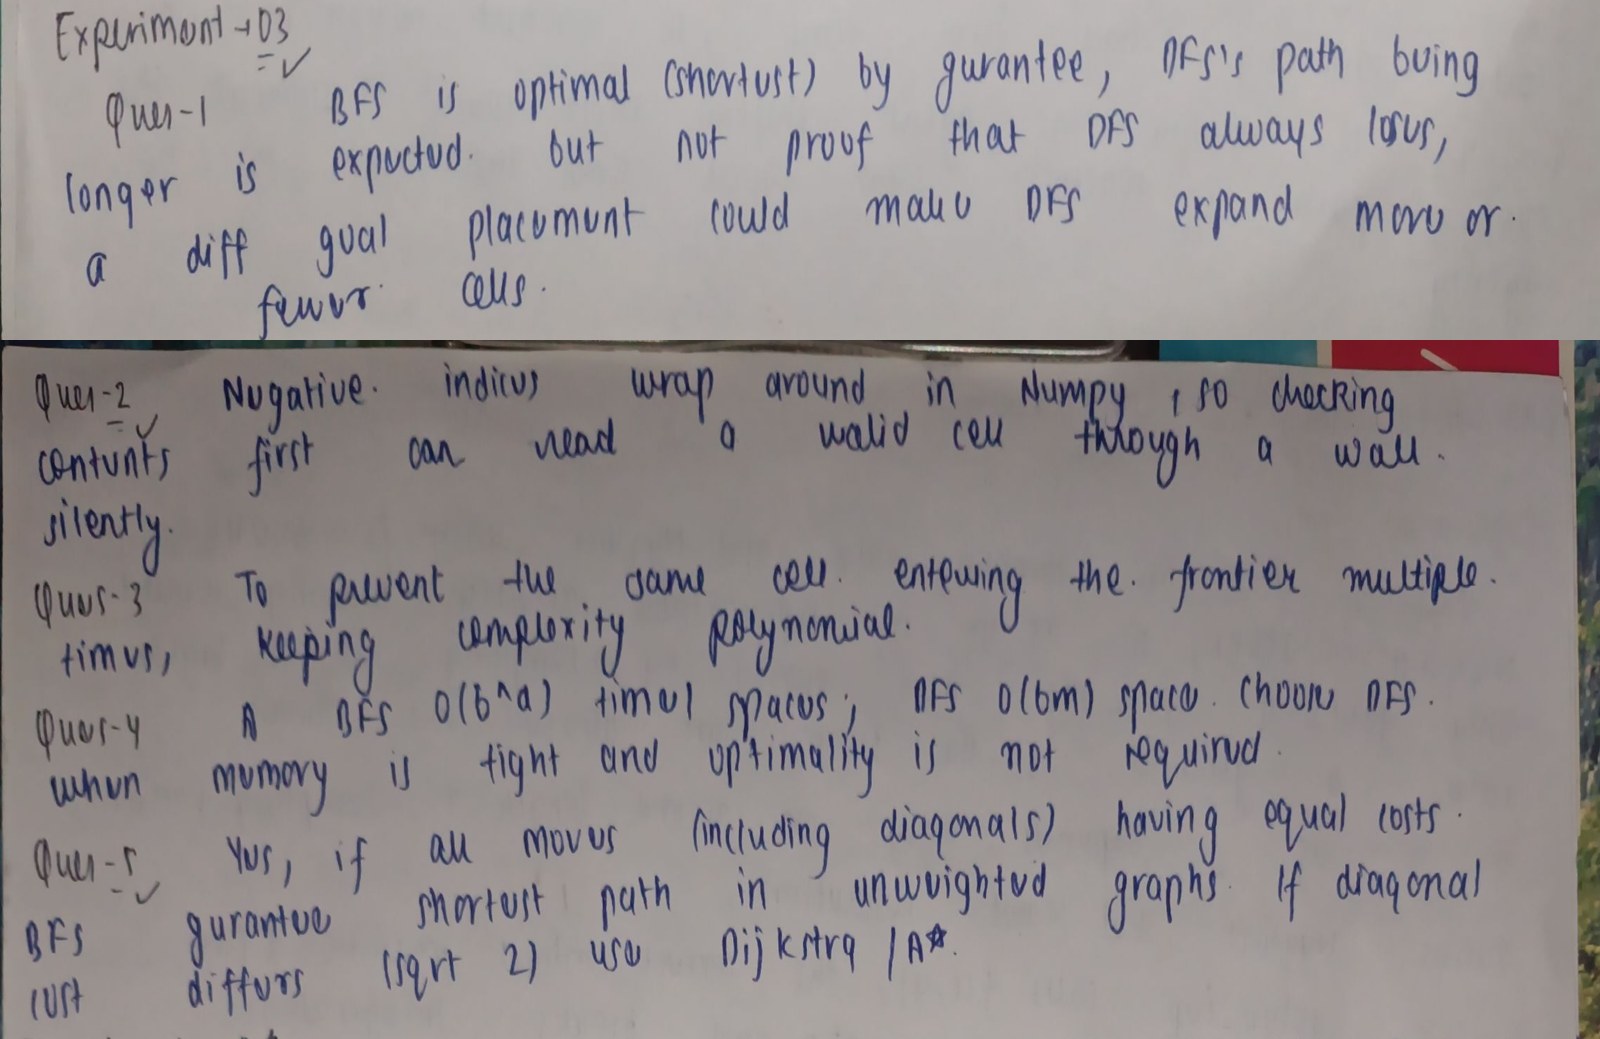 Experiment → 03
Ques-1 BFS is optimal (shortest) by gurantee, DFS's path being
longer is expected. but not proof that DFS always loses,
a diff goal placement could make DFS expand more or
fewer cells.
Ques-2 Negative indices wrap around in Numpy, so checking
contents first can read a valid cell through a wall.
silently.
Ques-3 To prevent the same cell entering the frontier multiple
times, keeping complexity polynomial.
Ques-4 A BFS O(b^d) time/spaces; DFS O(bm) space. Choose DFS.
when memory is tight and optimality is not required.
Ques-5 Yes, if all moves (including diagonals) having equal costs.
BFS gurantee shortest path in unweighted graphs. If diagonal
cost differs (sqrt 2) use Dijkstra /A*.